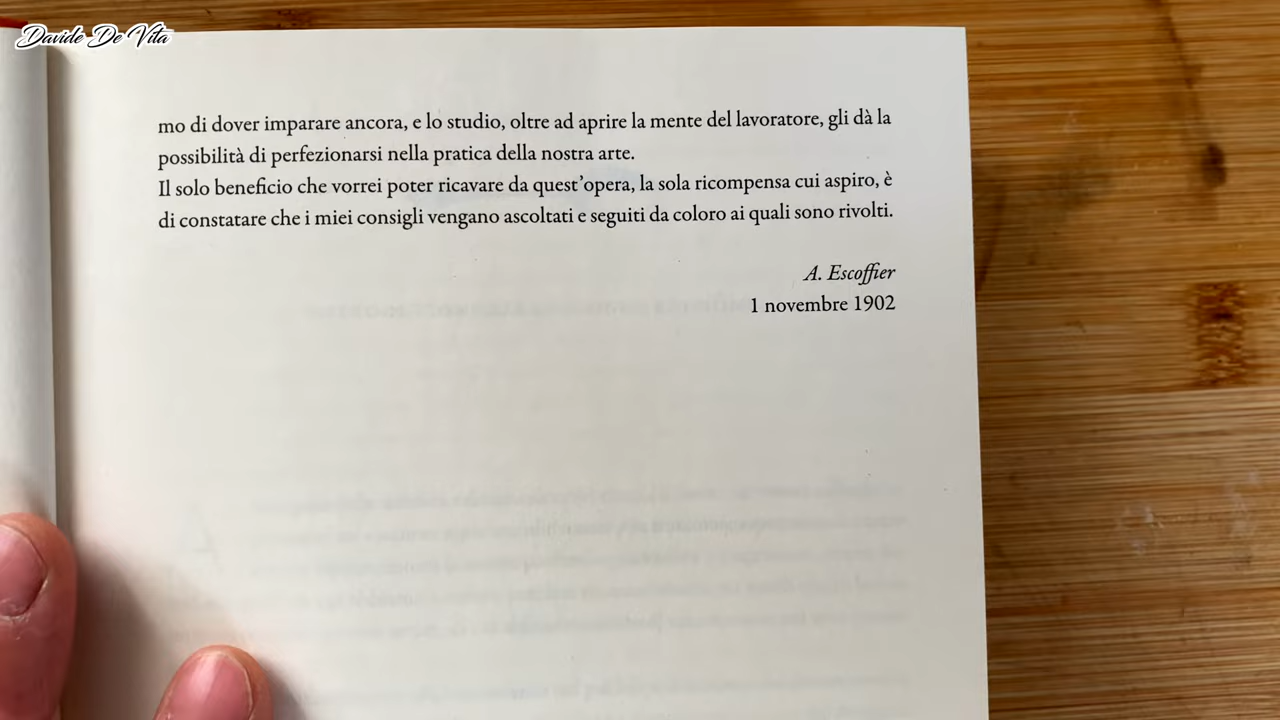 Davide De Vita
mo di dover imparare ancora, e lo studio, oltre ad aprire la mente del lavoratore, gli dà la
possibilità di perfezionarsi nella pratica della nostra arte.
Il solo beneficio che vorrei poter ricavare da quest'opera, la sola ricompensa cui aspiro, è
di constatare che i miei consigli vengano ascoltati e seguiti da coloro ai quali sono rivolti.
A. Escoffier
1 novembre 1902